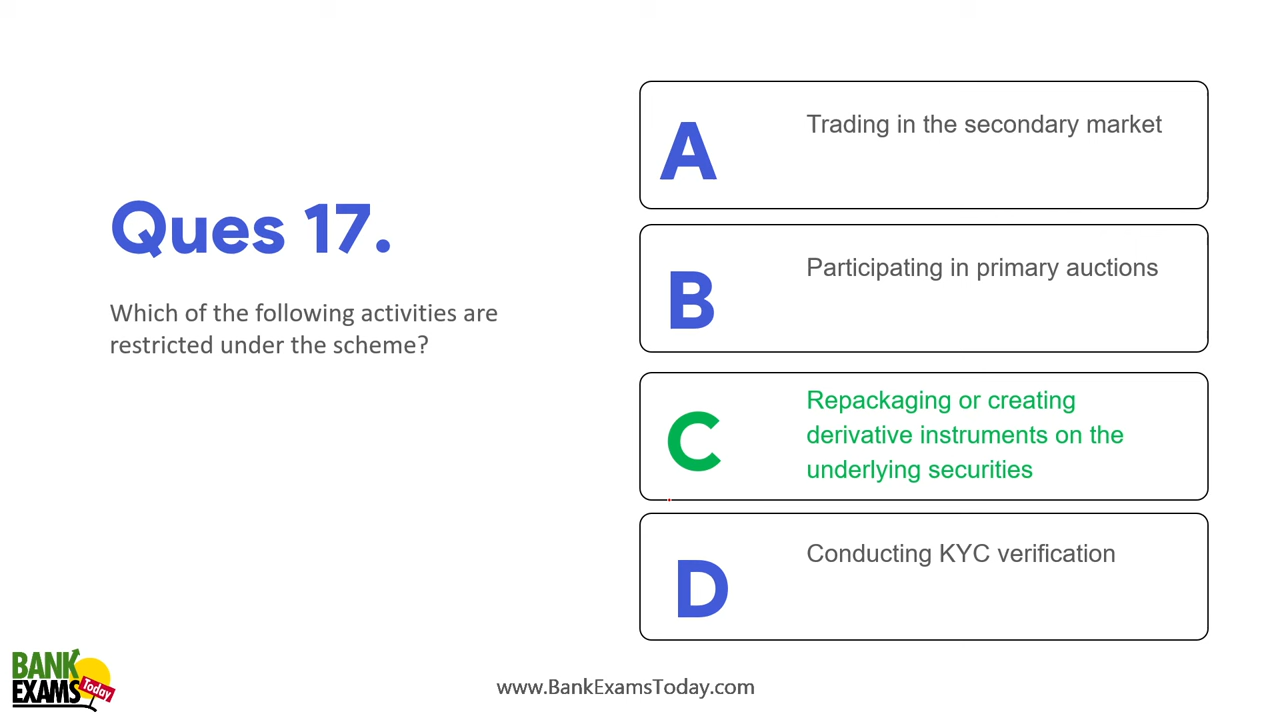 Ques 17.
Which of the following activities are
restricted under the scheme?
A
Trading in the secondary market
B
Participating in primary auctions
C
Repackaging or creating
derivative instruments on the
underlying securities
D
Conducting KYC verification
BANK
EXAMS
Today
www.BankExamsToday.com